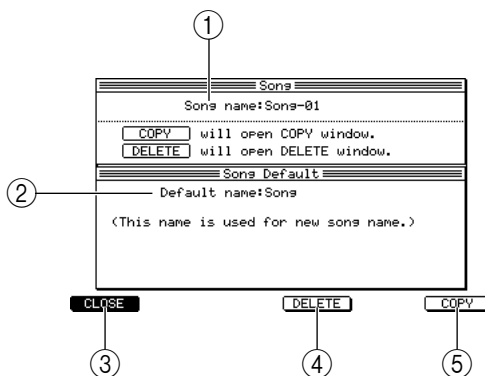 ①
Song
Song name:Song-01
COPY will open COPY window.
DELETE will open DELETE window.
Song Default
② Default name:Song
(This name is used for new song name.)
CLOSE DELETE COPY
③ ④ ⑤